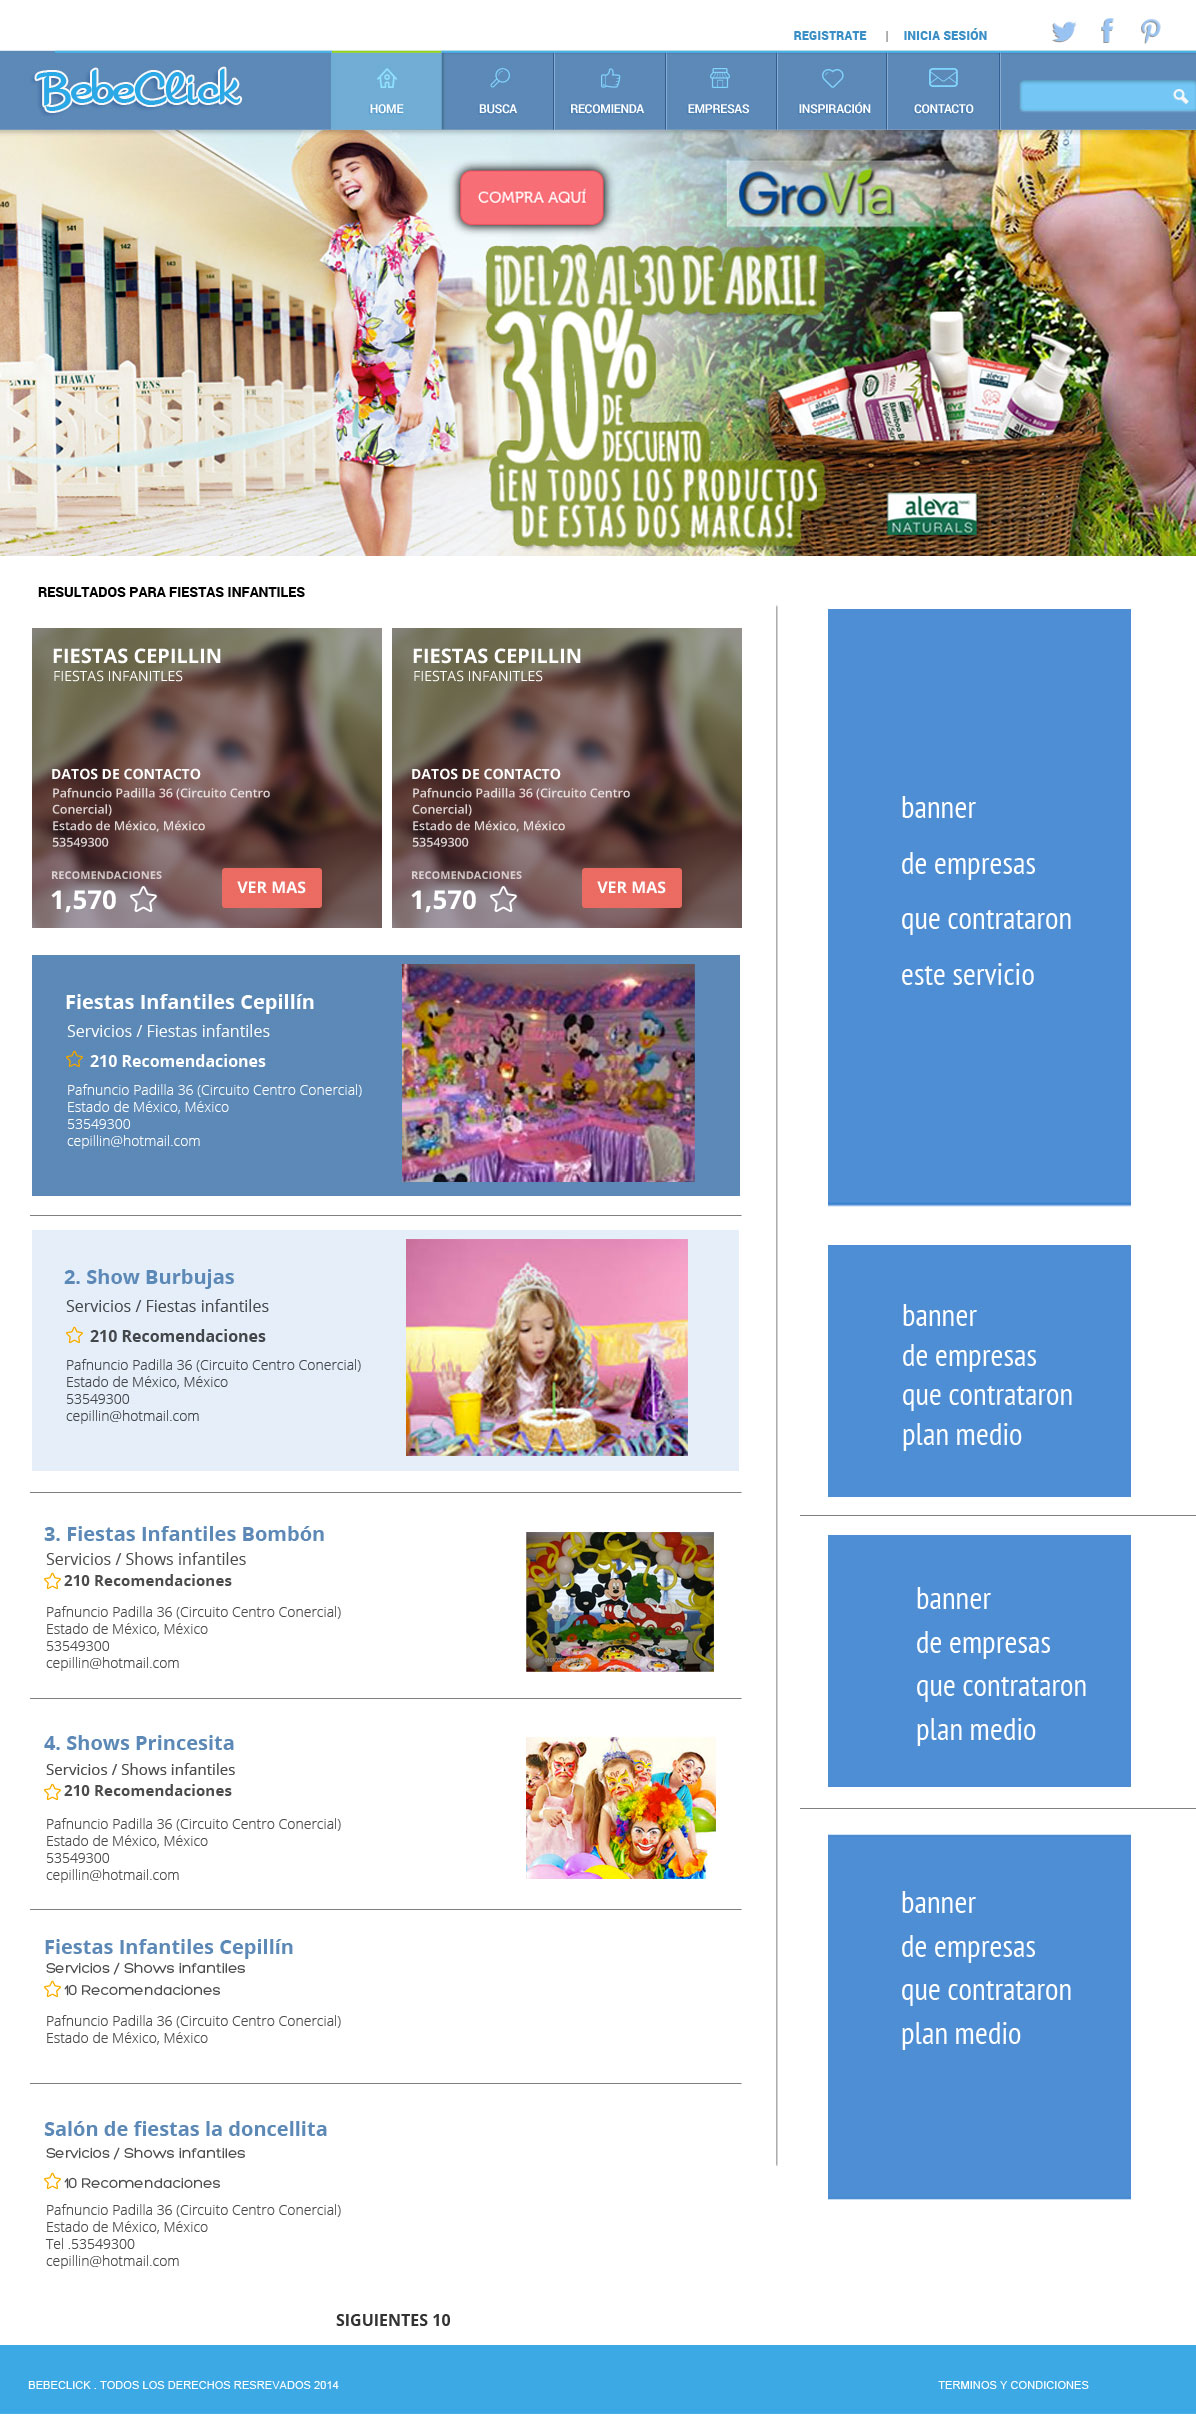 REGISTRATE | INICIA SESIÓN
BebeClick
HOME
BUSCA
RECOMIENDA
EMPRESAS
INSPIRACIÓN
CONTACTO
COMPRA AQUÍ
GroVia
¡DEL 28 AL 30 DE ABRIL!
30%
DE
DESCUENTO
¡EN TODOS LOS PRODUCTOS
DE ESTAS DOS MARCAS!
40
141
142
143
aleva
aleva
aleva
aleva
NATURALS
RESULTADOS PARA FIESTAS INFANTILES
FIESTAS CEPILLIN
FIESTAS INFANITLES
DATOS DE CONTACTO
Pafnuncio Padilla 36 (Circuito Centro
Conercial)
Estado de México, México
53549300
RECOMENDACIONES
1,570
VER MAS
FIESTAS CEPILLIN
FIESTAS INFANITLES
DATOS DE CONTACTO
Pafnuncio Padilla 36 (Circuito Centro
Conercial)
Estado de México, México
53549300
RECOMENDACIONES
1,570
VER MAS
Fiestas Infantiles Cepillín
Servicios / Fiestas infantiles
210 Recomendaciones
Pafnuncio Padilla 36 (Circuito Centro Conercial)
Estado de México, México
53549300
cepillin@hotmail.com
2. Show Burbujas
Servicios / Fiestas infantiles
210 Recomendaciones
Pafnuncio Padilla 36 (Circuito Centro Conercial)
Estado de México, México
53549300
cepillin@hotmail.com
3. Fiestas Infantiles Bombón
Servicios / Shows infantiles
210 Recomendaciones
Pafnuncio Padilla 36 (Circuito Centro Conercial)
Estado de México, México
53549300
cepillin@hotmail.com
4. Shows Princesita
Servicios / Shows infantiles
210 Recomendaciones
Pafnuncio Padilla 36 (Circuito Centro Conercial)
Estado de México, México
53549300
cepillin@hotmail.com
Fiestas Infantiles Cepillín
Servicios / Shows infantiles
10 Recomendaciones
Pafnuncio Padilla 36 (Circuito Centro Conercial)
Estado de México, México
Salón de fiestas la doncellita
Servicios / Shows infantiles
10 Recomendaciones
Pafnuncio Padilla 36 (Circuito Centro Conercial)
Estado de México, México
Tel .53549300
cepillin@hotmail.com
SIGUIENTES 10
banner
de empresas
que contrataron
este servicio
banner
de empresas
que contrataron
plan medio
banner
de empresas
que contrataron
plan medio
banner
de empresas
que contrataron
plan medio
BEBECLICK . TODOS LOS DERECHOS RESREVADOS 2014
TERMINOS Y CONDICIONES